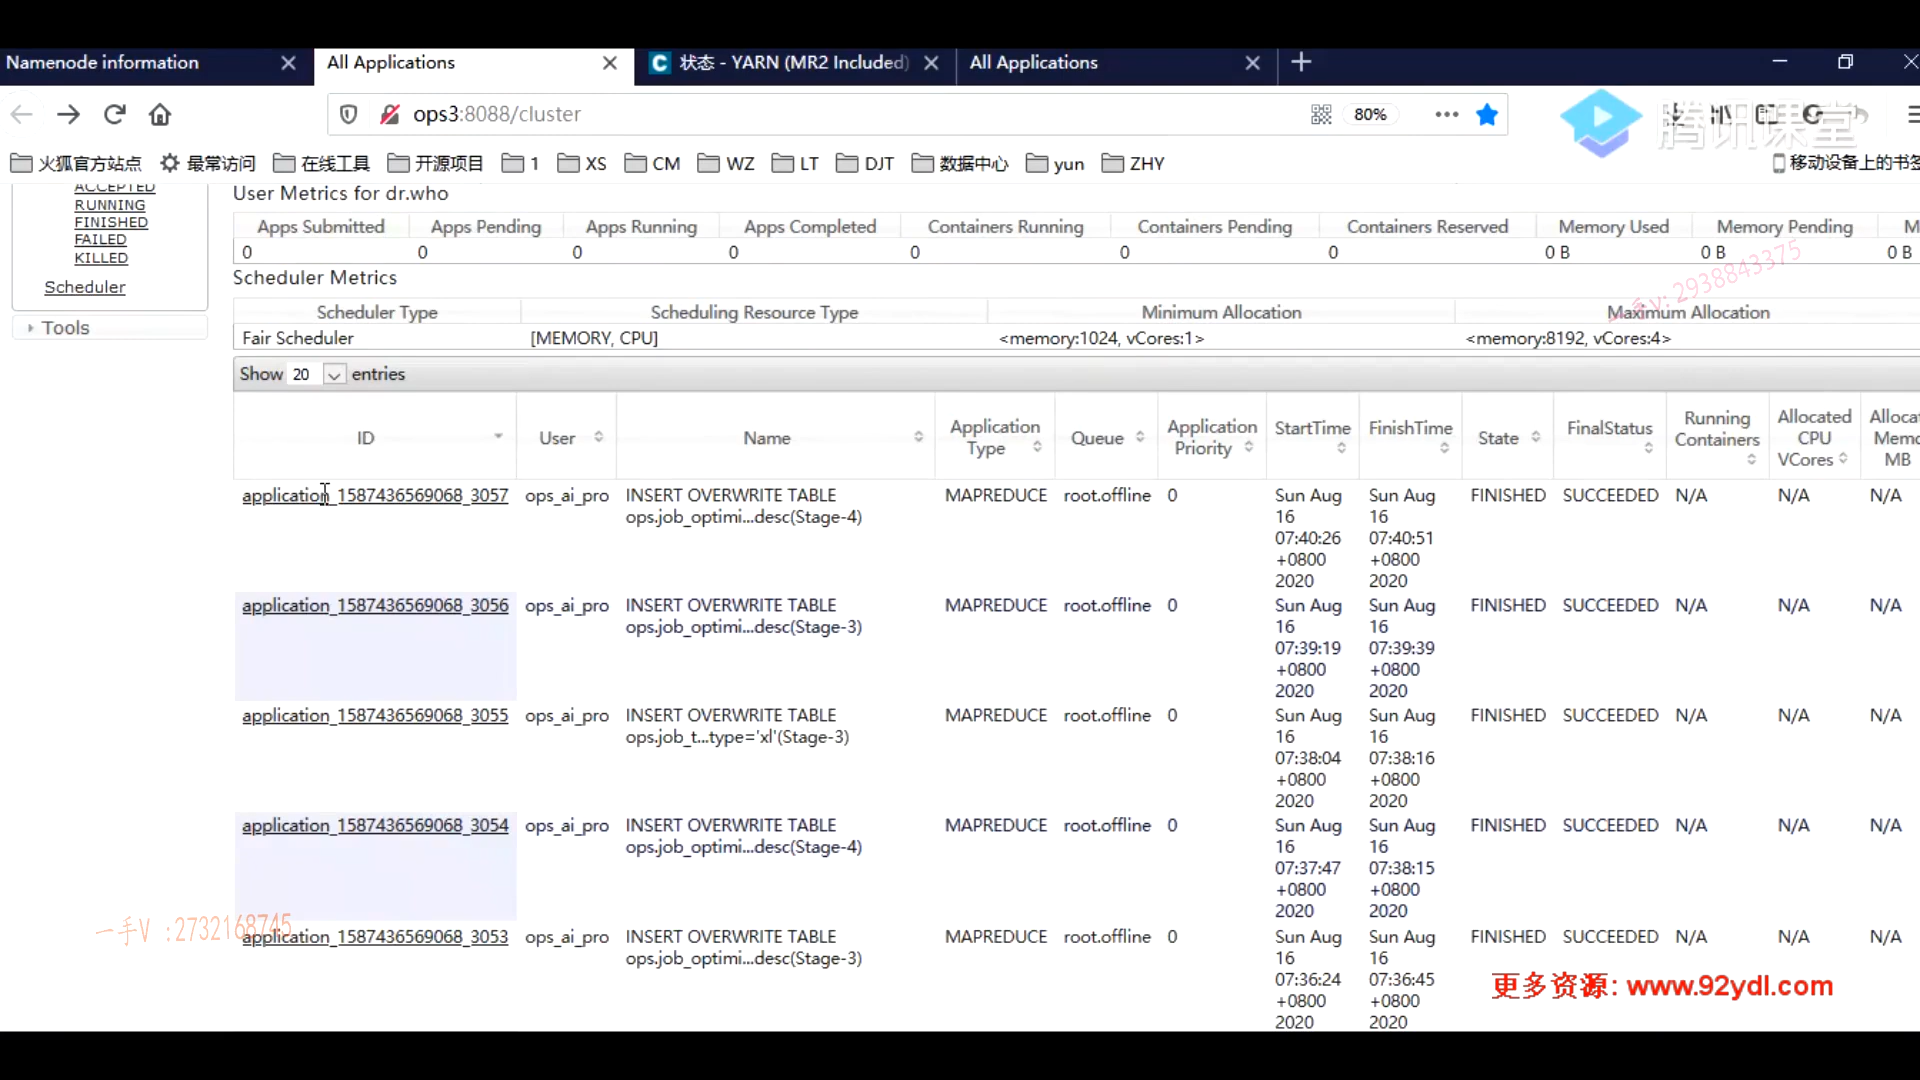 Namenode information
All Applications
状态 - YARN (MR2 Included)
All Applications
ops3:8088/cluster
80%
腾讯课堂
火狐官方站点
最常访问
在线工具
开源项目
1
XS
CM
WZ
LT
DJT
数据中心
yun
ZHY
移动设备上的书签
ACCEPTED
RUNNING
FINISHED
FAILED
KILLED
Scheduler
Tools
User Metrics for dr.who
Apps Submitted Apps Pending Apps Running Apps Completed Containers Running Containers Pending Containers Reserved Memory Used Memory Pending M
0 0 0 0 0 0 0 0 B 0 B 0 B
Scheduler Metrics
Scheduler Type Scheduling Resource Type Minimum Allocation Maximum Allocation
Fair Scheduler [MEMORY, CPU] <memory:1024, vCores:1> <memory:8192, vCores:4>
Show 20 entries
ID User Name Application Type Queue Application Priority StartTime FinishTime State FinalStatus Running Containers Allocated CPU VCores Allocat Memo MB
application_1587436569068_3057 ops_ai_pro INSERT OVERWRITE TABLE ops.job_optimi...desc(Stage-4) MAPREDUCE root.offline 0 Sun Aug 16 07:40:26 +0800 2020 Sun Aug 16 07:40:51 +0800 2020 FINISHED SUCCEEDED N/A N/A N/A
application_1587436569068_3056 ops_ai_pro INSERT OVERWRITE TABLE ops.job_optimi...desc(Stage-3) MAPREDUCE root.offline 0 Sun Aug 16 07:39:19 +0800 2020 Sun Aug 16 07:39:39 +0800 2020 FINISHED SUCCEEDED N/A N/A N/A
application_1587436569068_3055 ops_ai_pro INSERT OVERWRITE TABLE ops.job_t...type='xl'(Stage-3) MAPREDUCE root.offline 0 Sun Aug 16 07:38:04 +0800 2020 Sun Aug 16 07:38:16 +0800 2020 FINISHED SUCCEEDED N/A N/A N/A
application_1587436569068_3054 ops_ai_pro INSERT OVERWRITE TABLE ops.job_optimi...desc(Stage-4) MAPREDUCE root.offline 0 Sun Aug 16 07:37:47 +0800 2020 Sun Aug 16 07:38:15 +0800 2020 FINISHED SUCCEEDED N/A N/A N/A
application_1587436569068_3053 ops_ai_pro INSERT OVERWRITE TABLE ops.job_optimi...desc(Stage-3) MAPREDUCE root.offline 0 Sun Aug 16 07:36:24 +0800 2020 Sun Aug 16 07:36:45 +0800 2020 FINISHED SUCCEEDED N/A N/A N/A
一手V :2732168745
手v: 2938843375
更多资源: www.92ydl.com